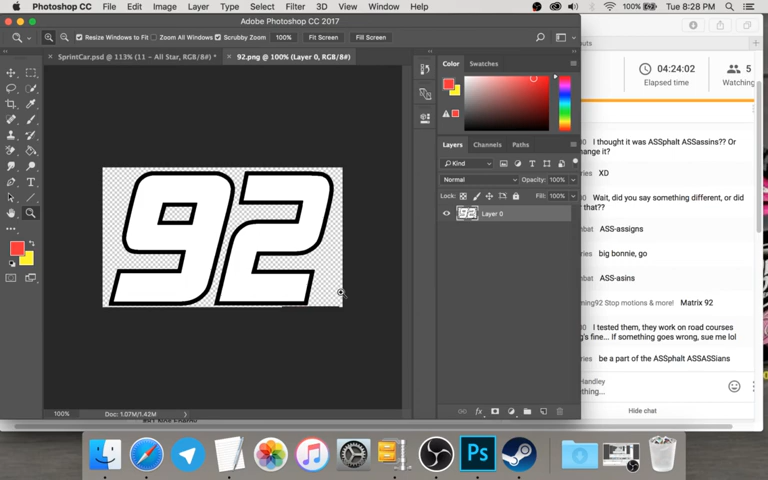 Photoshop File Edit Image Layer Type Select Filter 3D View Window Help
100% Tue 8:28 PM
Adobe Photoshop CC 2017
Resize Windows to Fit Zoom All Windows Scrubby Zoom 100% Fit Screen Fill Screen
SprintCar.psd @ 113% (11 - All Star, RGB/8#) *
92.png @ 100% (Layer 0, RGB/8#)
Color Swatches
Layers Channels Paths
Kind
Normal Opacity: 100%
Lock: Fill: 100%
Layer 0
92
100% Doc: 1.07M/1.42M
fx
04:24:02
Elapsed time
5
Watching
I thought it was ASSphalt ASSassins?? Or
hange it?
XD
Wait, did you say something different, or did
that??
ASS-assigns
big bonnie, go
ASS-asins
ning92 Stop motions & more! Matrix 92
I tested them, they work on road courses
g's fine... If something goes wrong, sue me lol
be a part of the ASSphalt ASSASSians
Handley
Hide chat
Ps